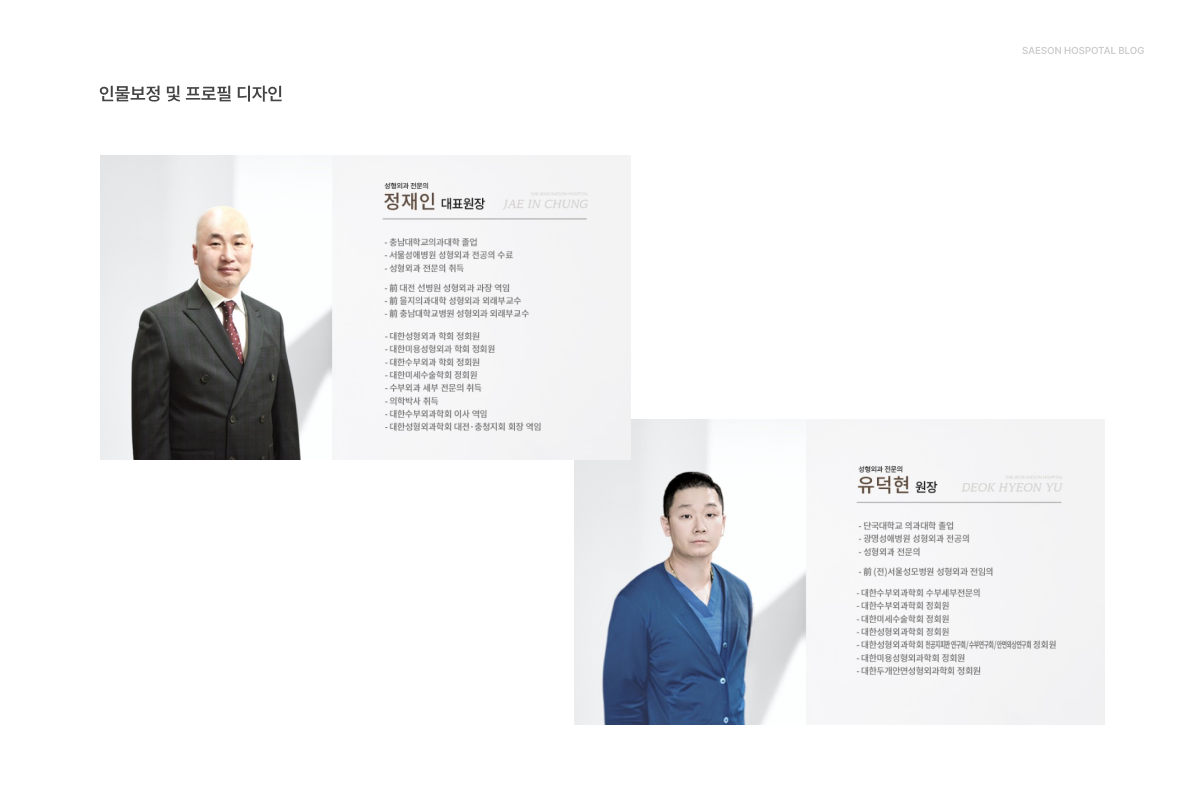 SAESON HOSPOTAL BLOG
인물보정 및 프로필 디자인
성형외과 전문의
정재인 대표원장 JAE IN CHUNG
- 충남대학교의과대학 졸업
- 서울성애병원 성형외과 전공의 수료
- 성형외과 전문의 취득
- 前 대전 선병원 성형외과 과장 역임
- 前 을지의과대학 성형외과 외래부교수
- 前 충남대학교병원 성형외과 외래부교수
- 대한성형외과 학회 정회원
- 대한미용성형외과 학회 정회원
- 대한수부외과 학회 정회원
- 대한미세수술학회 정회원
- 수부외과 세부 전문의 취득
- 의학박사 취득
- 대한수부외과학회 이사 역임
- 대한성형외과학회 대전·충청지회 회장 역임
성형외과 전문의
유덕현 원장 DEOK HYEON YU
- 단국대학교 의과대학 졸업
- 광명성애병원 성형외과 전공의
- 성형외과 전문의
- 前 (전)서울성모병원 성형외과 전임의
- 대한수부외과학회 수부세부전문의
- 대한수부외과학회 정회원
- 대한미세수술학회 정회원
- 대한성형외과학회 정회원
- 대한성형외과학회 정회원
- 대한미용성형외과학회 정회원
- 대한두개안면성형외과학회 정회원